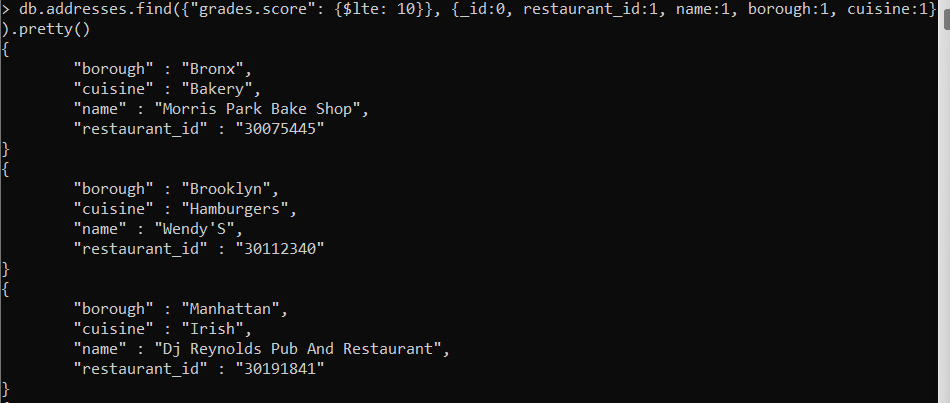 > db.addresses.find({"grades.score": {$lte: 10}}, {_id:0, restaurant_id:1, name:1, borough:1, cuisine:1}
).pretty()
{
"borough" : "Bronx",
"cuisine" : "Bakery",
"name" : "Morris Park Bake Shop",
"restaurant_id" : "30075445"
}
{
"borough" : "Brooklyn",
"cuisine" : "Hamburgers",
"name" : "Wendy'S",
"restaurant_id" : "30112340"
}
{
"borough" : "Manhattan",
"cuisine" : "Irish",
"name" : "Dj Reynolds Pub And Restaurant",
"restaurant_id" : "30191841"
}